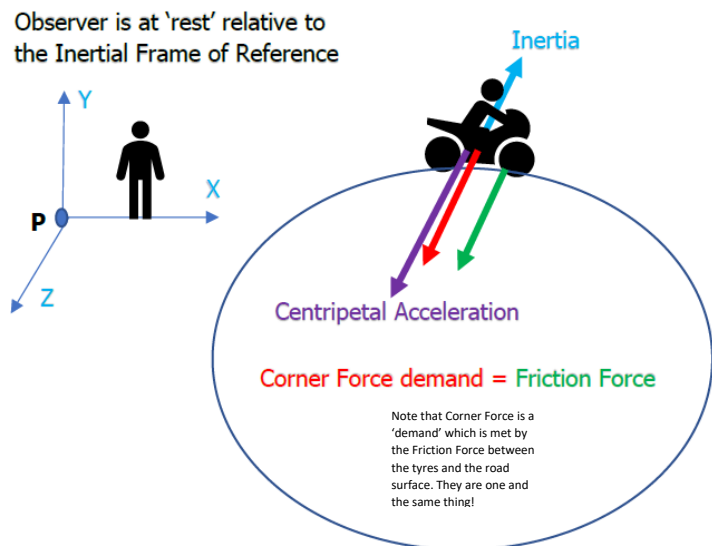 Observer is at ‘rest’ relative to
the Inertial Frame of Reference
Inertia
Y
X
P
Z
Centripetal Acceleration
Corner Force demand = Friction Force
Note that Corner Force is a
‘demand’ which is met by
the Friction Force between
the tyres and the road
surface. They are one and
the same thing!